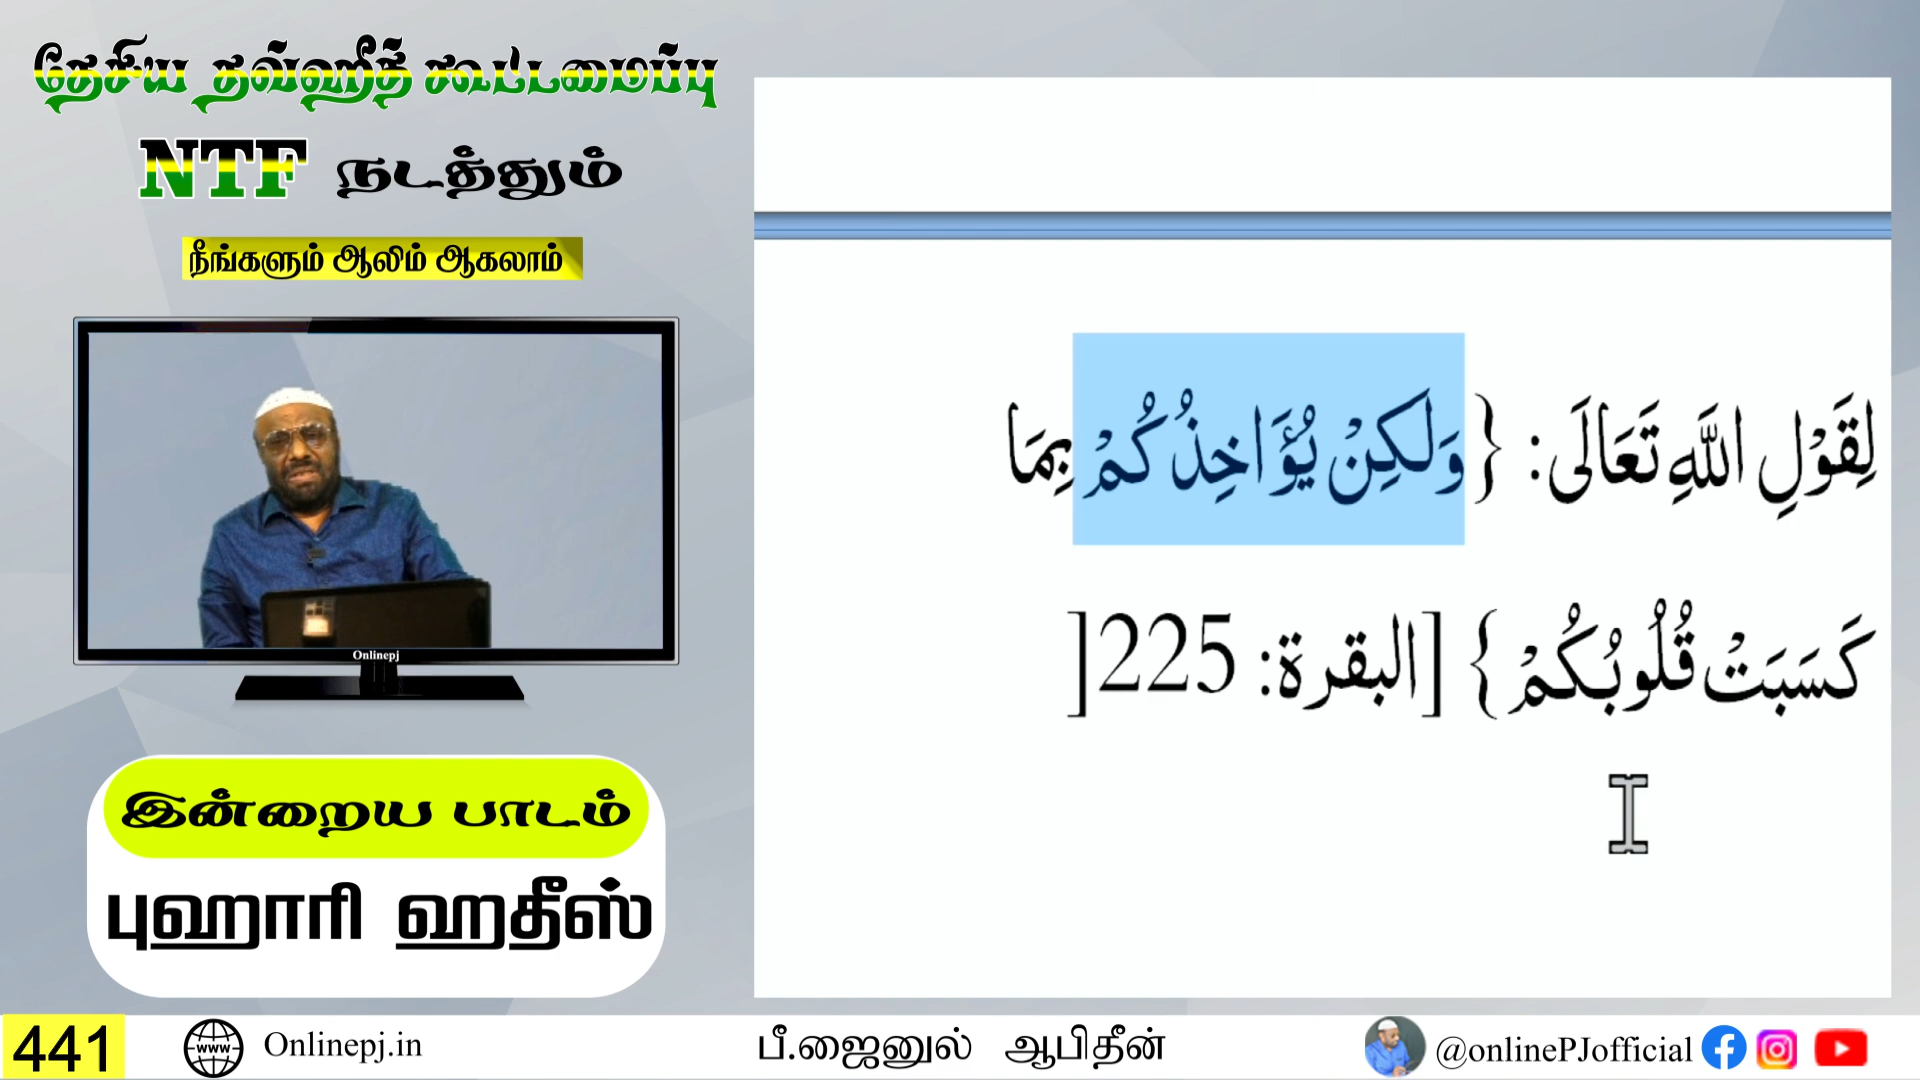 தேசிய தவ்ஹீத் கூட்டமைப்பு
NTF நடத்தும்
நீங்களும் ஆலிம் ஆகலாம்
Onlinepj
இன்றைய பாடம்
புஹாரி ஹதீஸ்
لِقَوْلِ اللَّهِ تَعَالَى: {وَلَكِنْ يُؤَاخِذُكُمْ بِمَا
كَسَبَتْ قُلُوبُكُمْ} [البقرة: 225]
441
www
Onlinepj.in
பீ.ஜைனுல் ஆபிதீன்
@onlinePJofficial